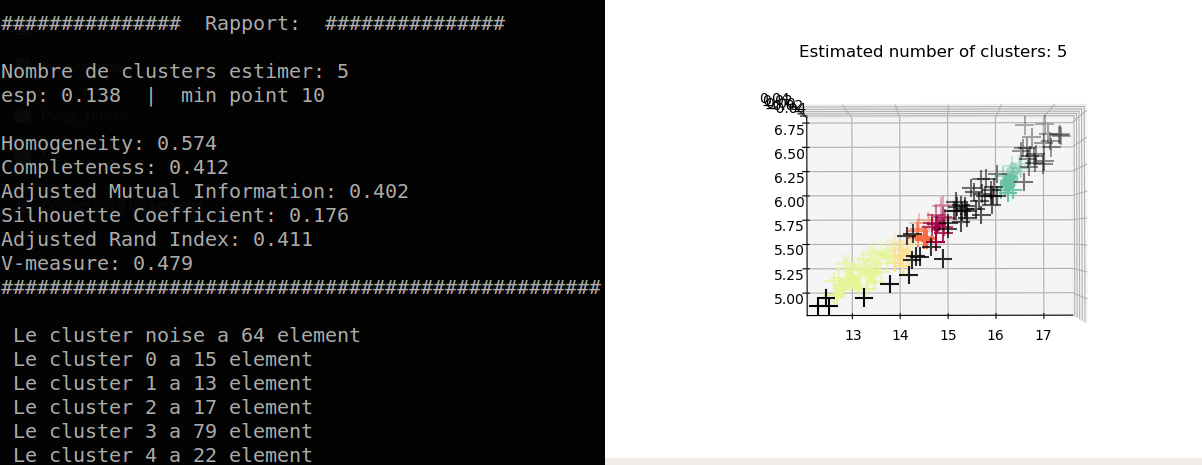 ###############  Rapport:  ###############
Nombre de clusters estimer: 5
esp: 0.138  |  min point 10
Piege_Photo
Homogeneity: 0.574
Completeness: 0.412
Adjusted Mutual Information: 0.402
Silhouette Coefficient: 0.176
Adjusted Rand Index: 0.411
V-measure: 0.479
##################################################
Le cluster noise a 64 element
Le cluster 0 a 15 element
Le cluster 1 a 13 element
Le cluster 2 a 17 element
Le cluster 3 a 79 element
Le cluster 4 a 22 element
Estimated number of clusters: 5
6.75
6.50
6.25
6.00
5.75
5.50
5.25
5.00
13 14 15 16 17